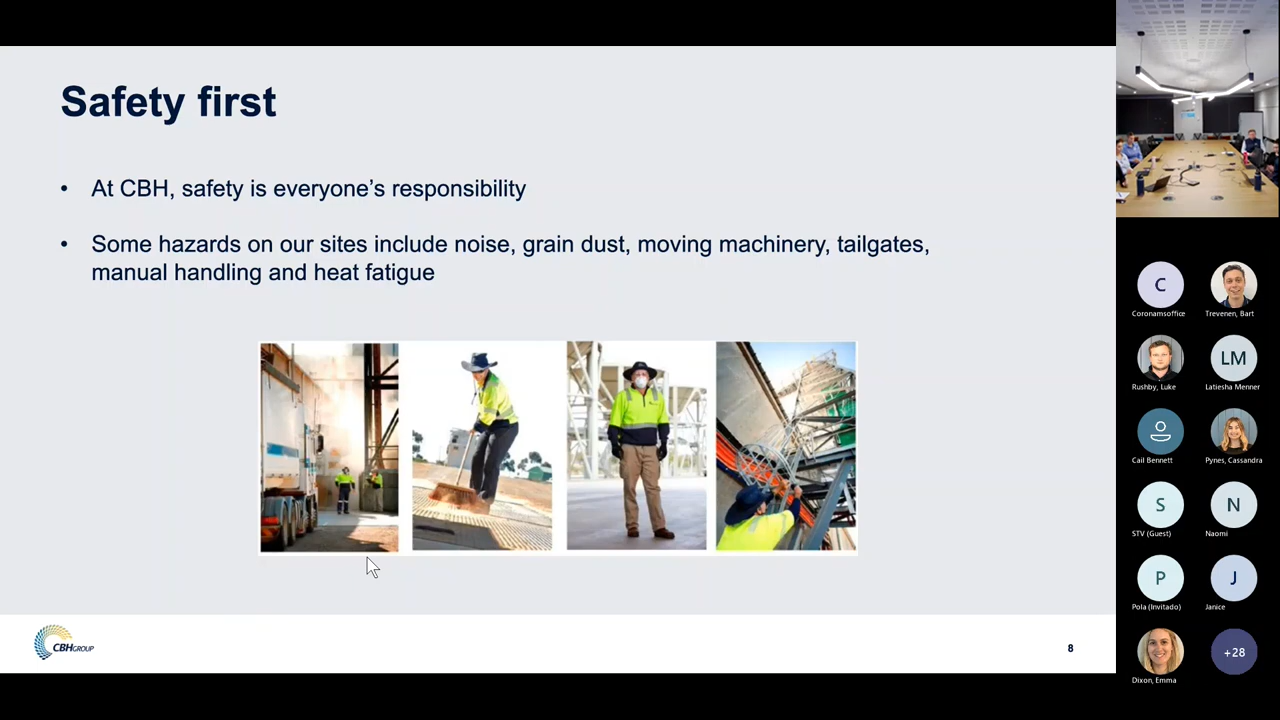 Safety first
• At CBH, safety is everyone’s responsibility
• Some hazards on our sites include noise, grain dust, moving machinery, tailgates,
manual handling and heat fatigue
CBHGROUP
8
C
Coronamsoffice
Trevenen, Bart
Rushby, Luke
LM
Latiesha Menner
Cail Bennett
Pynes, Cassandra
S
STV (Guest)
N
Naomi
P
Pola (Invitado)
J
Janice
Dixon, Emma
+28